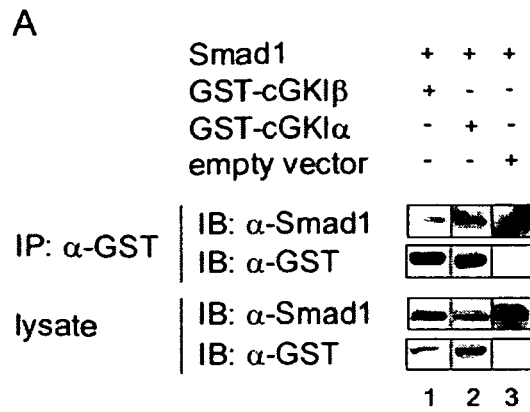 A
Smad1 + + +
GST-cGKIβ + - -
GST-cGKIα - + -
empty vector - - +
IP: α-GST
IB: α-Smad1
IB: α-GST
lysate
IB: α-Smad1
IB: α-GST
1 2 3